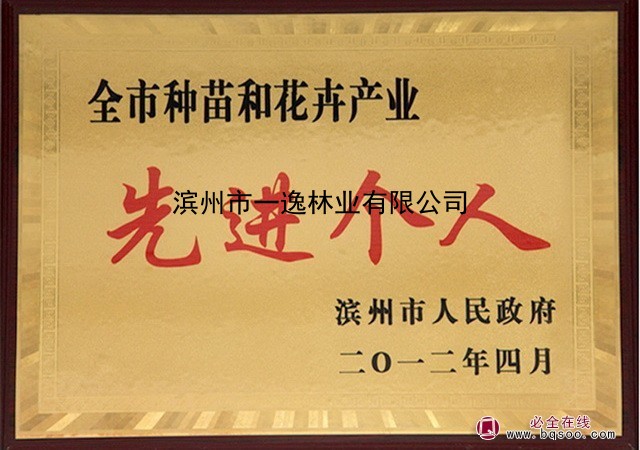 全市种苗和花卉产业
先进个人
滨州市一逸林业有限公司
滨州市人民政府
二〇一二年四月
必全在线
www.bqsoo.com